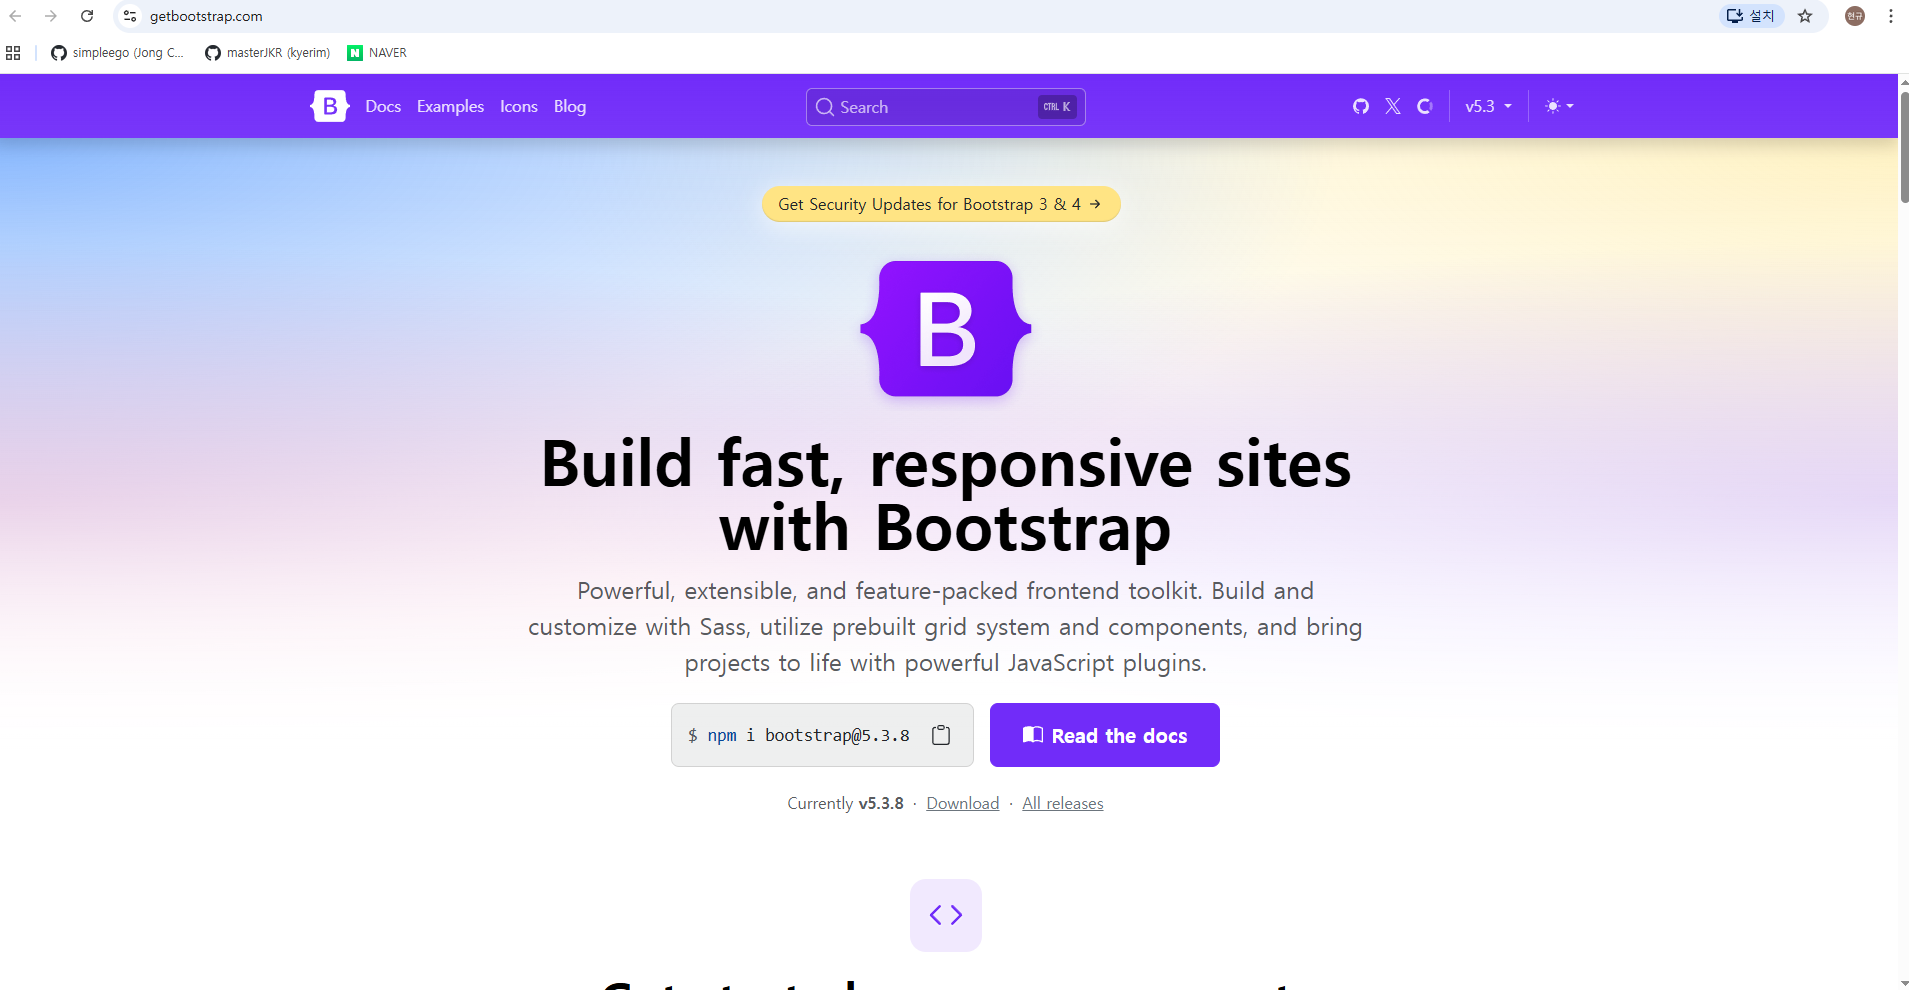 getbootstrap.com
설치
현규
simpleego (Jong C...
masterJKR (kyerim)
N NAVER
B Docs Examples Icons Blog
Search
CTRL K
v5.3
Get Security Updates for Bootstrap 3 & 4 →
B
Build fast, responsive sites
with Bootstrap
Powerful, extensible, and feature-packed frontend toolkit. Build and
customize with Sass, utilize prebuilt grid system and components, and bring
projects to life with powerful JavaScript plugins.
$ npm i bootstrap@5.3.8
Read the docs
Currently v5.3.8 · Download · All releases